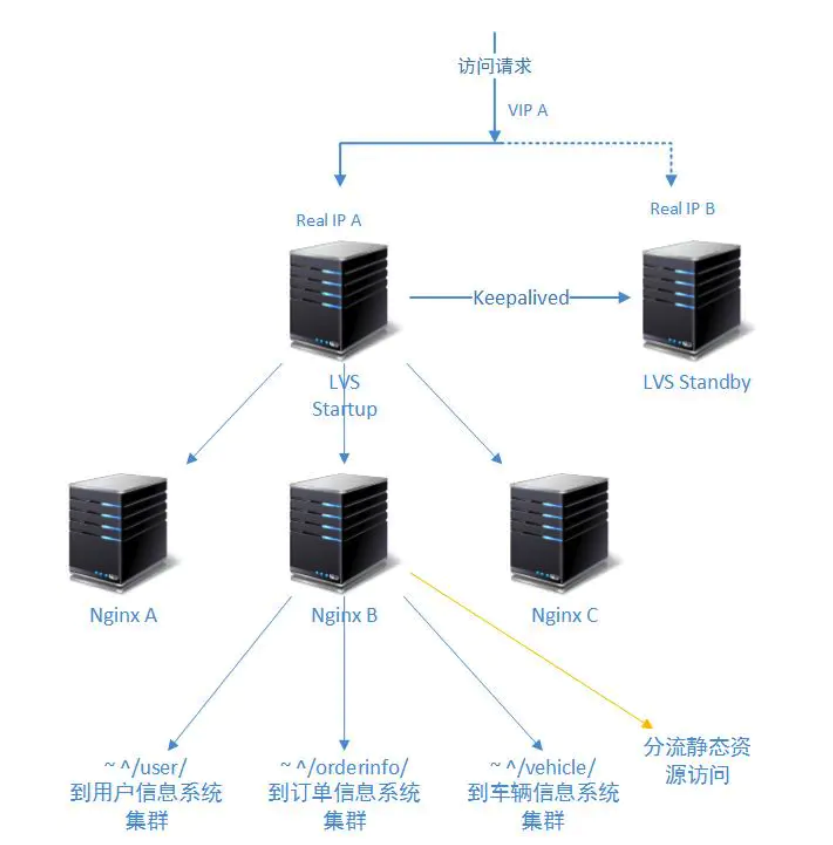 访问请求
VIP A
Real IP A
Real IP B
Keepalived
LVS
Startup
LVS Standby
Nginx A
Nginx B
Nginx C
~ ^/user/
到用户信息系统
集群
~ ^/orderinfo/
到订单信息系统
集群
~ ^/vehicle/
到车辆信息系统
集群
分流静态资
源访问